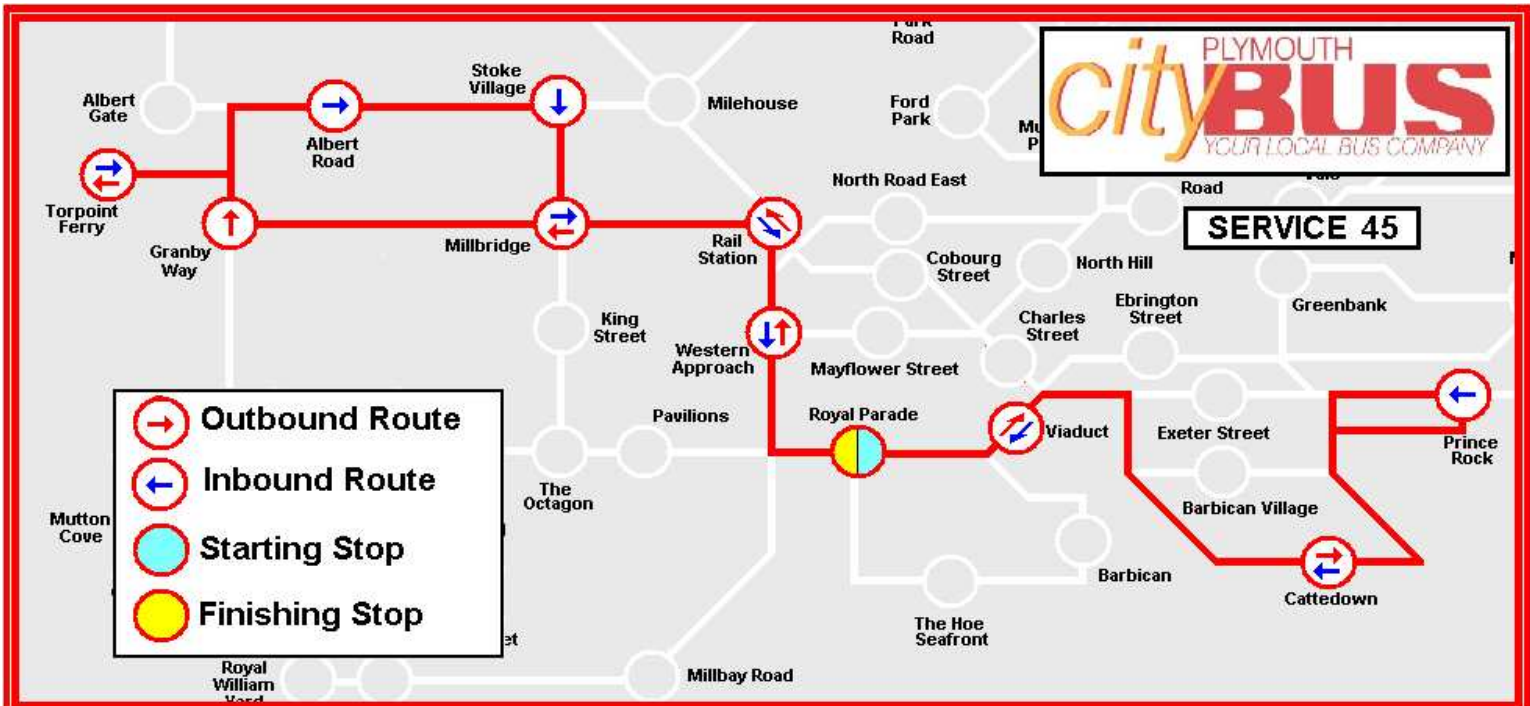 Park
Road
PLYMOUTH
cityBUS
YOUR LOCAL BUS COMPANY
SERVICE 45
Stoke
Village
Milehouse
Ford
Park
Albert
Gate
Albert
Road
Torpoint
Ferry
Granby
Way
Millbridge
Rail
Station
North Road East
Road
Cobourg
Street
North Hill
Greenbank
Ebrington
Street
Charles
Street
King
Street
Western
Approach
Mayflower Street
Pavilions
Royal Parade
Viaduct
Exeter Street
Prince
Rock
Barbican Village
The
Octagon
Mutton
Cove
Barbican
Cattedown
The Hoe
Seafront
Millbay Road
Royal
William
Yard
Outbound Route
Inbound Route
Starting Stop
Finishing Stop